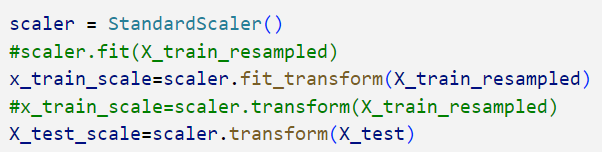 scaler = StandardScaler()
#scaler.fit(X_train_resampled)
x_train_scale=scaler.fit_transform(X_train_resampled)
#x_train_scale=scaler.transform(X_train_resampled)
X_test_scale=scaler.transform(X_test)